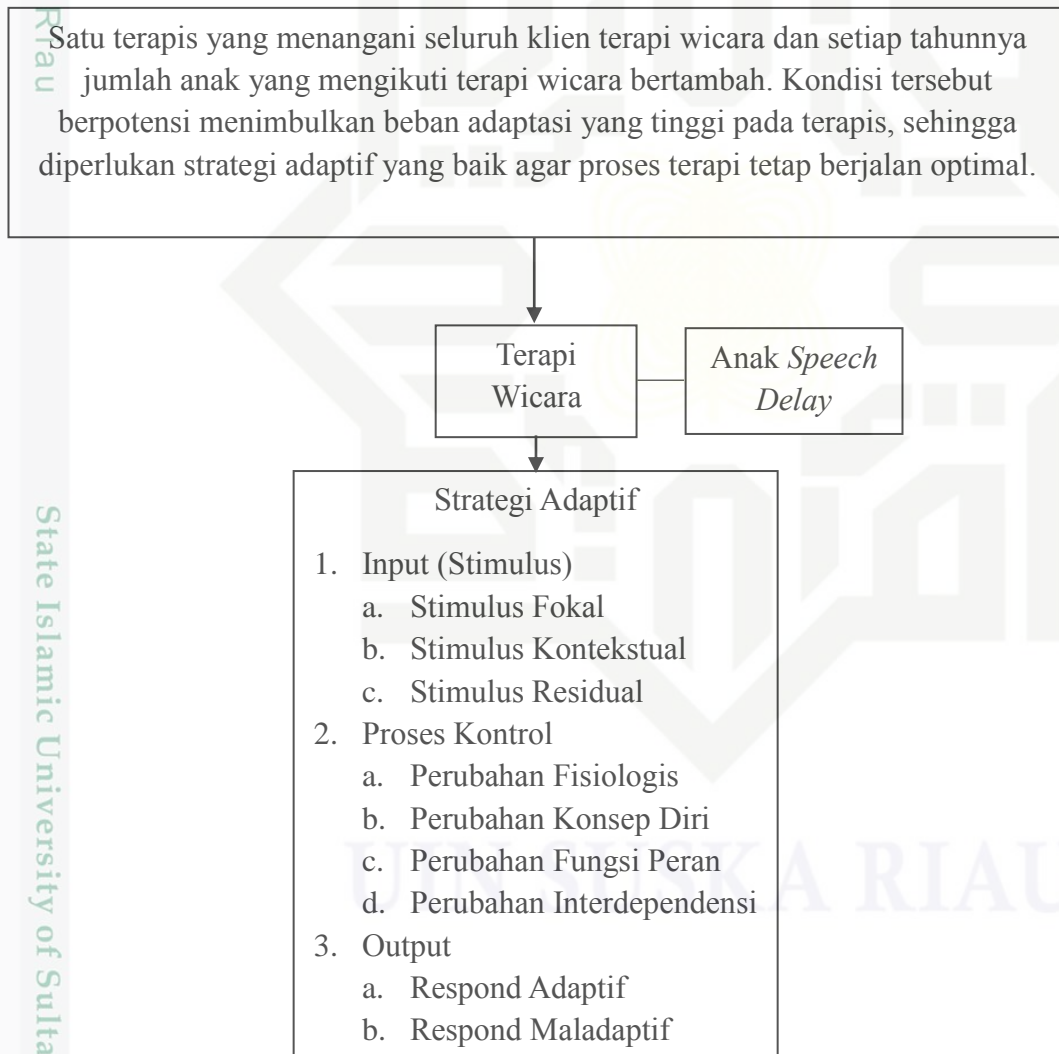 Satu terapis yang menangani seluruh klien terapi wicara dan setiap tahunnya
jumlah anak yang mengikuti terapi wicara bertambah. Kondisi tersebut
berpotensi menimbulkan beban adaptasi yang tinggi pada terapis, sehingga
diperlukan strategi adaptif yang baik agar proses terapi tetap berjalan optimal.
Terapi
Wicara
Anak Speech
Delay
Strategi Adaptif
1. Input (Stimulus)
a. Stimulus Fokal
b. Stimulus Kontekstual
c. Stimulus Residual
2. Proses Kontrol
a. Perubahan Fisiologis
b. Perubahan Konsep Diri
c. Perubahan Fungsi Peran
d. Perubahan Interdependensi
3. Output
a. Respond Adaptif
b. Respond Maladaptif
UIN SUSKA RIAU
Riau
State Islamic University of Sulta